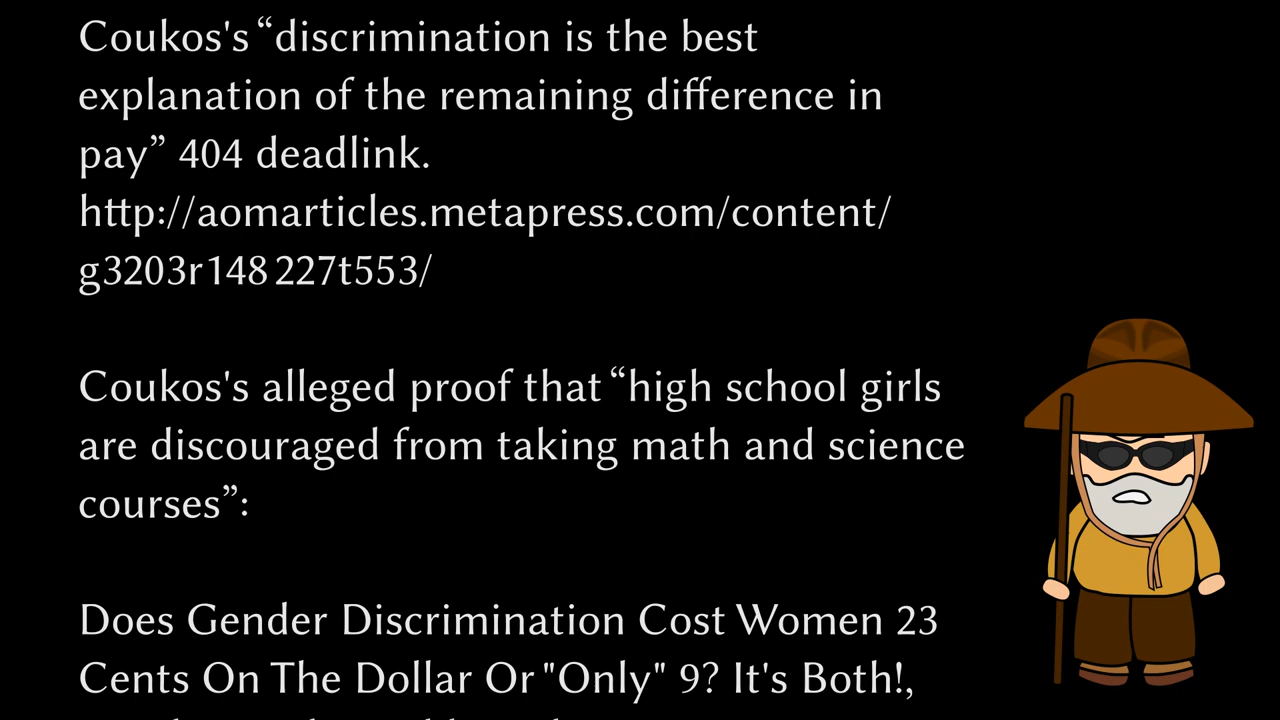 Coukos's “discrimination is the best
explanation of the remaining difference in
pay” 404 deadlink.
http://aomarticles.metapress.com/content/
g3203r148227t553/
Coukos's alleged proof that “high school girls
are discouraged from taking math and science
courses”:
Does Gender Discrimination Cost Women 23
Cents On The Dollar Or "Only" 9? It's Both!,